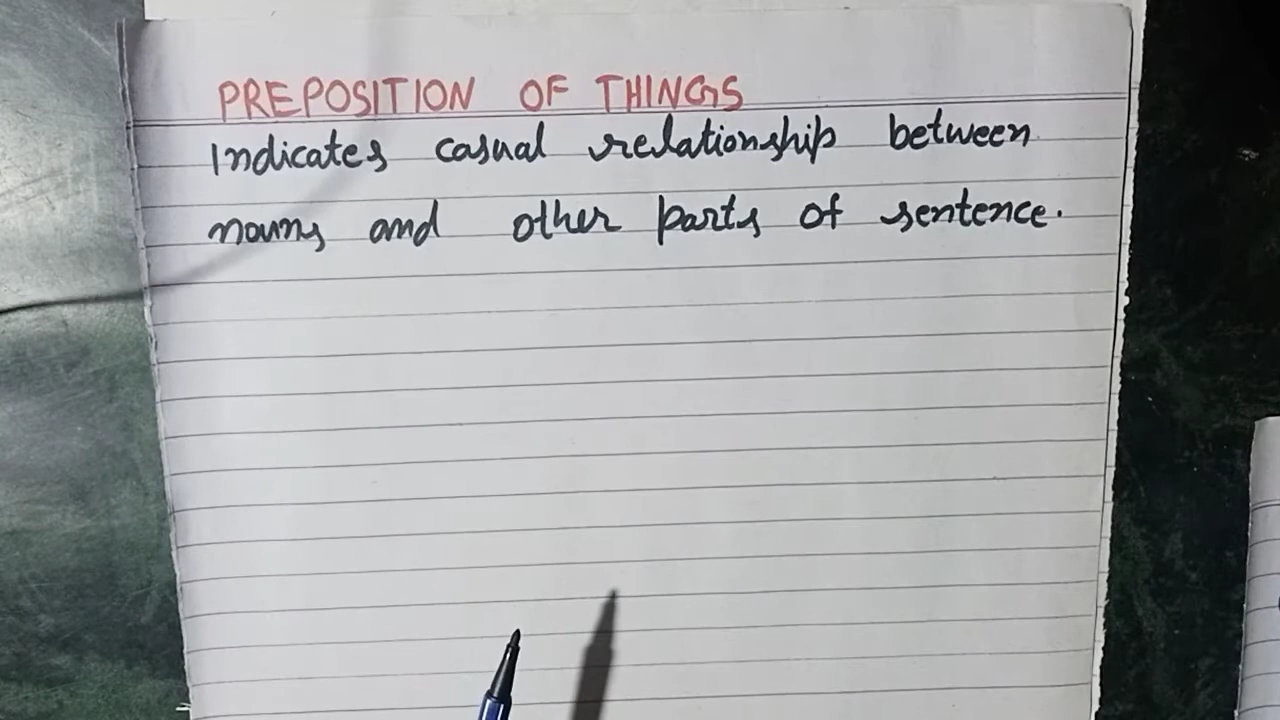 PREPOSITION OF THINGS
Indicates casual relationship between
nouns and other parts of sentence.